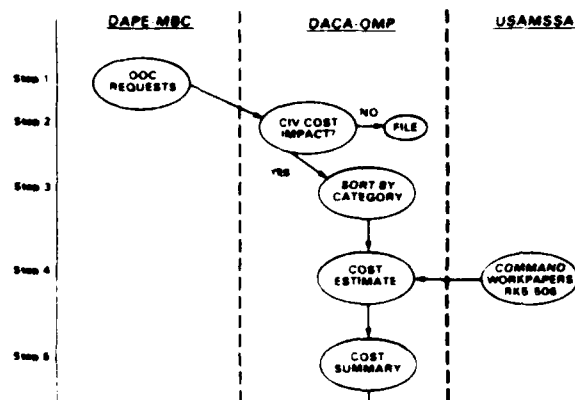 DAPE-MBC
DACA-OMP
USAMSSA
Step 1
OOC
REQUESTS
Step 2
CIV COST
IMPACT?
NO
FILE
YES
Step 3
SORT BY
CATEGORY
Step 4
COST
ESTIMATE
COMMAND
WORKPAPERS
Step 5
COST
SUMMARY